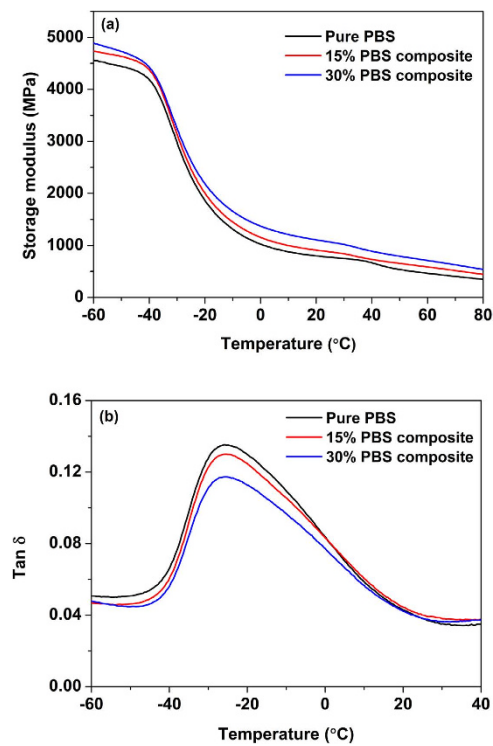 (a)
Pure PBS
15% PBS composite
30% PBS composite
Storage modulus (MPa)
5000
4000
3000
2000
1000
0
-60 -40 -20 0 20 40 60 80
Temperature (°C)
(b)
Pure PBS
15% PBS composite
30% PBS composite
Tan δ
0.16
0.12
0.08
0.04
0.00
-60 -40 -20 0 20 40
Temperature (°C)